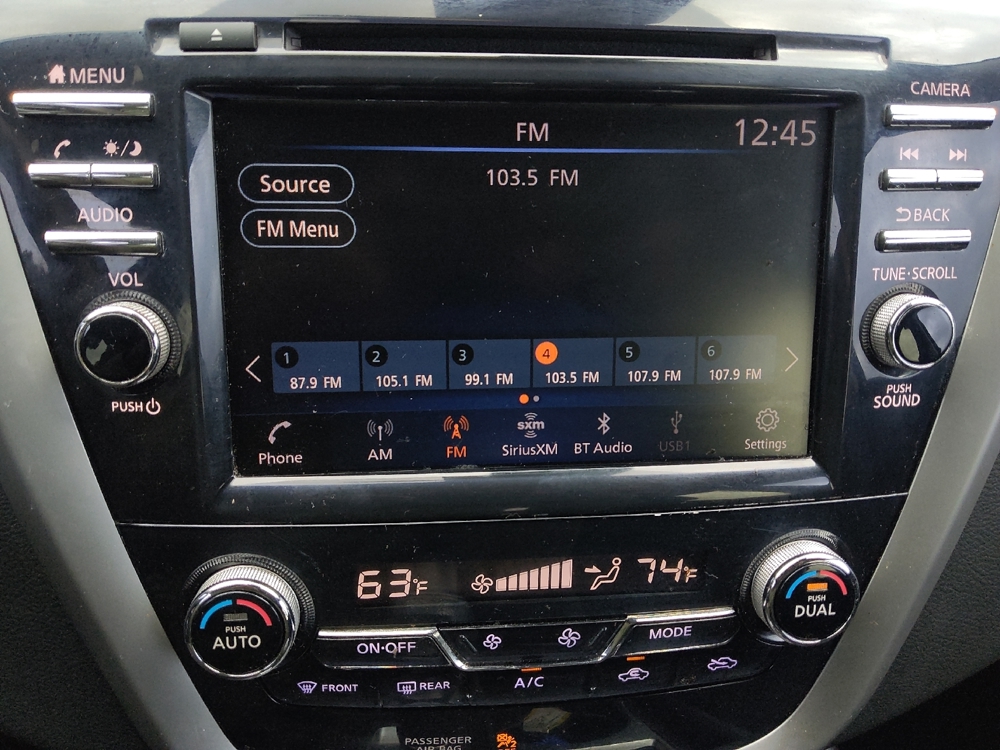 MENU
CAMERA
FM
12:45
103.5 FM
Source
FM Menu
AUDIO
BACK
VOL
TUNE·SCROLL
1 2 3 4 5 6
87.9 FM 105.1 FM 99.1 FM 103.5 FM 107.9 FM 107.9 FM
PUSH
PUSH
SOUND
sxm
Phone AM FM SiriusXM BT Audio USB1 Settings
63°F 74°F
PUSH
AUTO
PUSH
DUAL
ON·OFF
MODE
FRONT
REAR
A/C
PASSENGER
AIR BAG
OFF